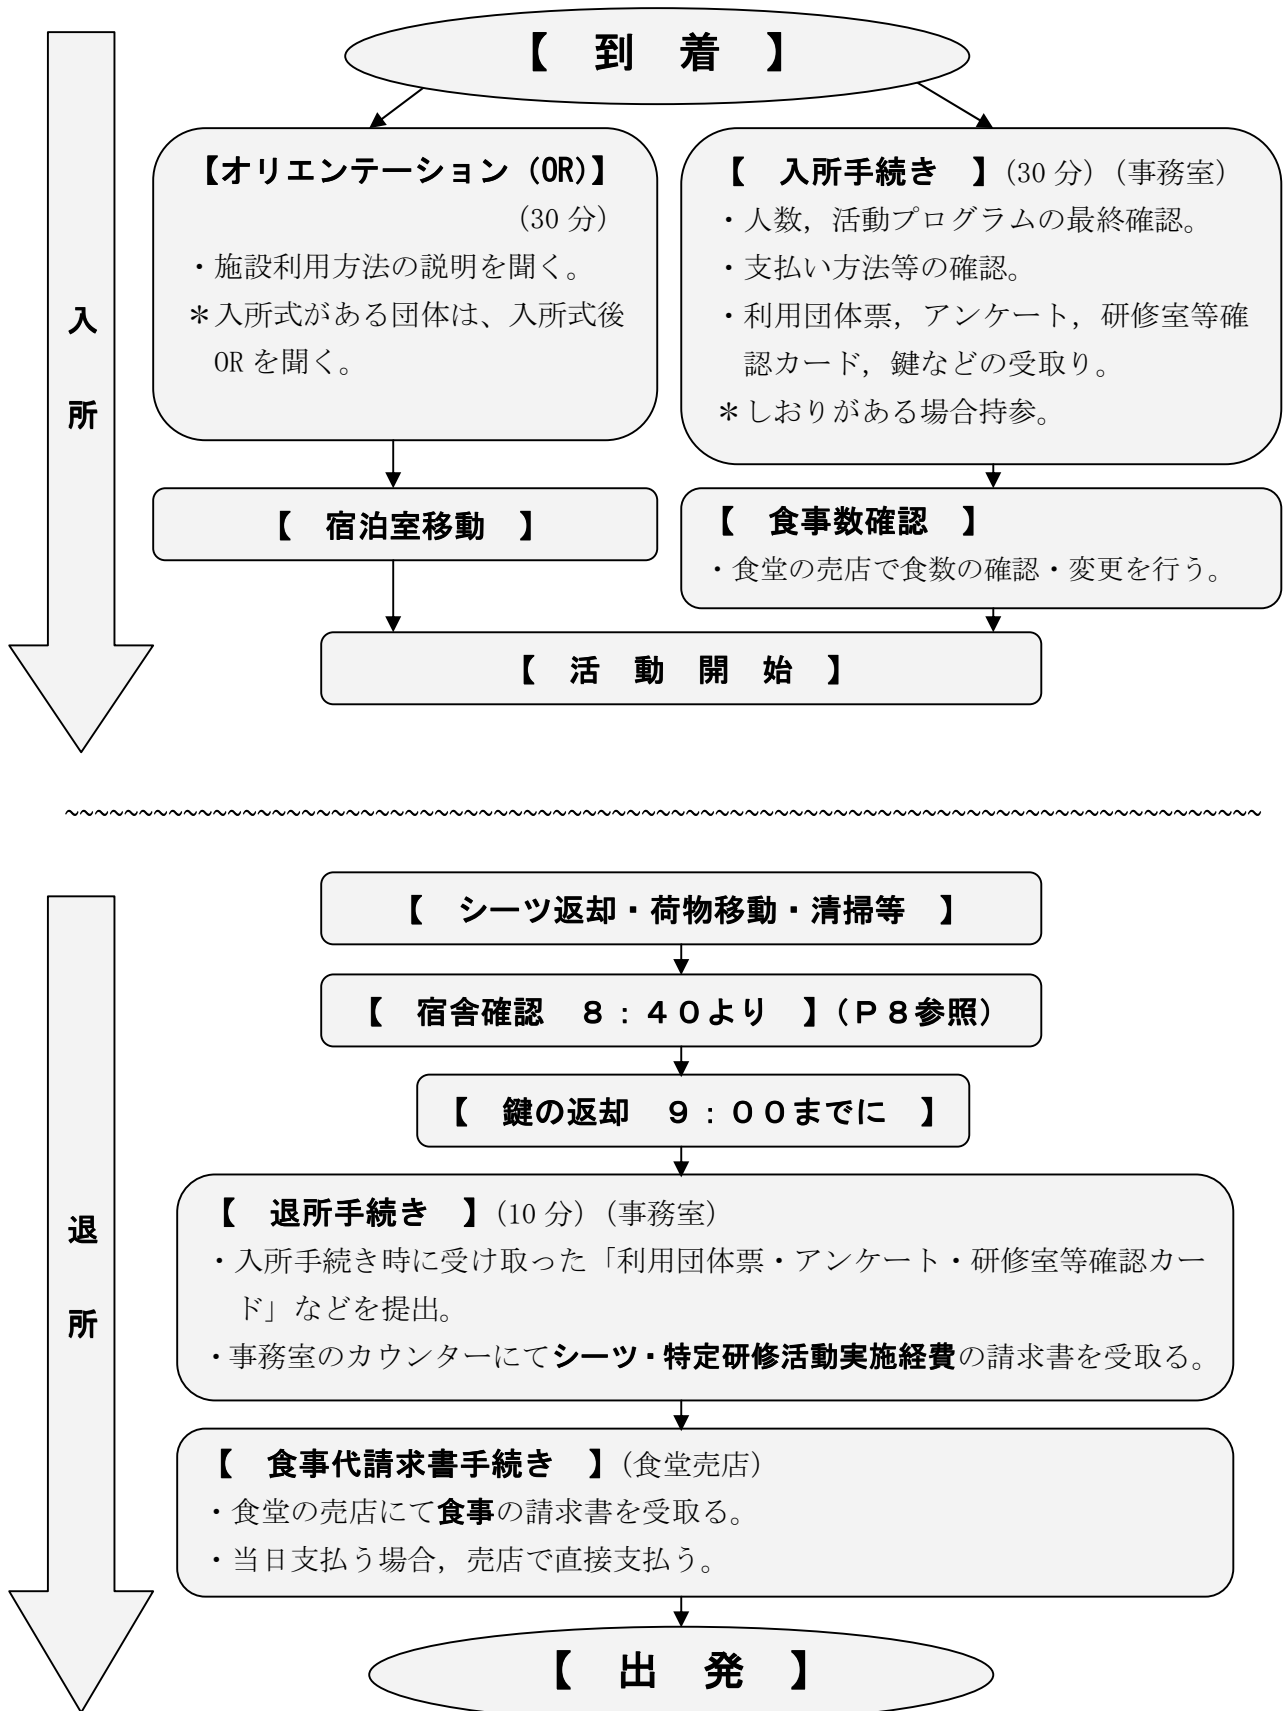 【　到　着　】
【オリエンテーション（OR）】
（30 分）
・施設利用方法の説明を聞く。
＊入所式がある団体は、入所式後
OR を聞く。
【　入所手続き　】（30 分）（事務室）
・人数，活動プログラムの最終確認。
・支払い方法等の確認。
・利用団体票，アンケート，研修室等確
認カード，鍵などの受取り。
＊しおりがある場合持参。
入
所
【　宿泊室移動　】
【　食事数確認　】
・食堂の売店で食数の確認・変更を行う。
【　活　動　開　始　】
~~~~~~~~~~~~~~~~~~~~~~~~~~~~~~~~~~~~~~~~~~~~~~~~~~~~~~~~~~~~~~~~~~~~~~~~~~~~~~~~
【　シーツ返却・荷物移動・清掃等　】
【　宿舎確認　８：４０より　】（Ｐ８参照）
【　鍵の返却　９：００までに　】
退
所
【　退所手続き　】（10 分）（事務室）
・入所手続き時に受け取った「利用団体票・アンケート・研修室等確認カー
ド」などを提出。
・事務室のカウンターにてシーツ・特定研修活動実施経費の請求書を受取る。
【　食事代請求書手続き　】（食堂売店）
・食堂の売店にて食事の請求書を受取る。
・当日支払う場合，売店で直接支払う。
【　出　発　】